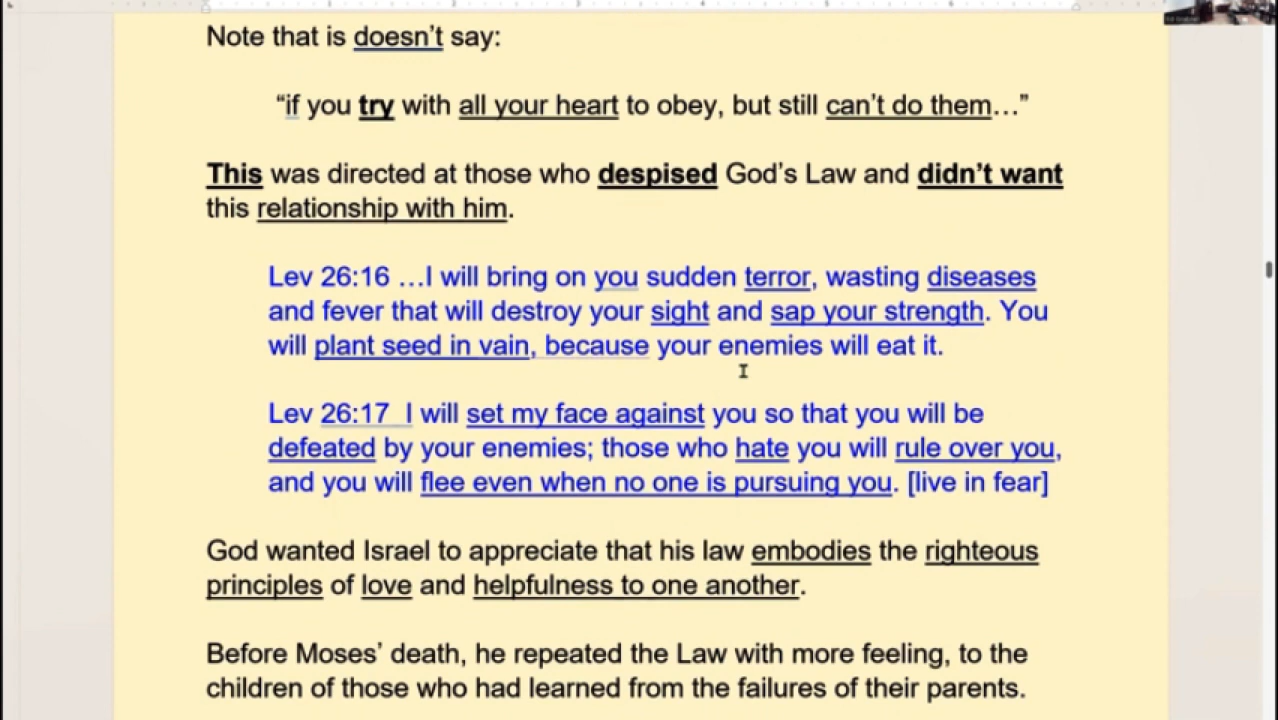 Note that is doesn’t say:
“if you try with all your heart to obey, but still can’t do them…”
This was directed at those who despised God’s Law and didn’t want
this relationship with him.
Lev 26:16 …I will bring on you sudden terror, wasting diseases
and fever that will destroy your sight and sap your strength. You
will plant seed in vain, because your enemies will eat it.
Lev 26:17 I will set my face against you so that you will be
defeated by your enemies; those who hate you will rule over you,
and you will flee even when no one is pursuing you. [live in fear]
God wanted Israel to appreciate that his law embodies the righteous
principles of love and helpfulness to one another.
Before Moses’ death, he repeated the Law with more feeling, to the
children of those who had learned from the failures of their parents.